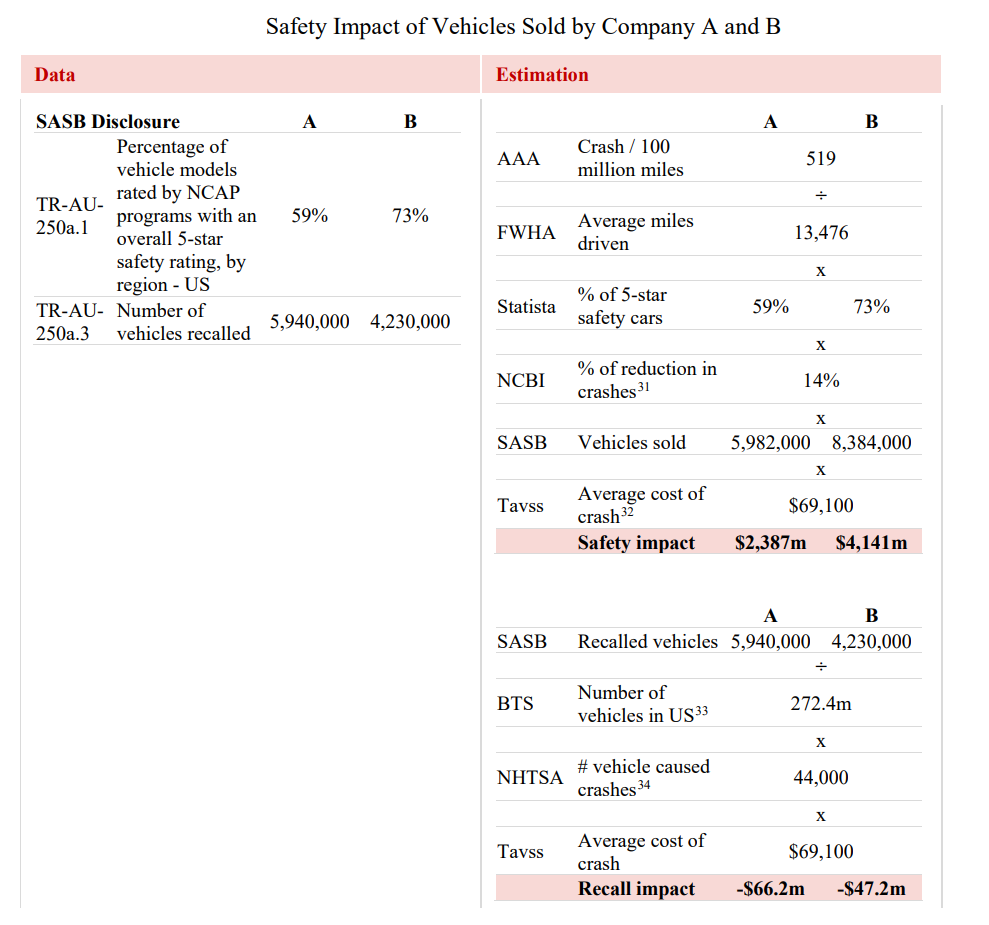 Safety Impact of Vehicles Sold by Company A and B
Data
SASB Disclosure A B
Percentage of
vehicle models
rated by NCAP
TR-AU- programs with an 59% 73%
250a.1 overall 5-star
safety rating, by
region - US
TR-AU- Number of 5,940,000 4,230,000
250a.3 vehicles recalled
Estimation
A B
AAA Crash / 100 519
million miles
÷
FWHA Average miles 13,476
driven
x
Statista % of 5-star 59% 73%
safety cars
x
NCBI % of reduction in 14%
crashes31
x
SASB Vehicles sold 5,982,000 8,384,000
x
Tavss Average cost of $69,100
crash32
Safety impact $2,387m $4,141m
A B
SASB Recalled vehicles 5,940,000 4,230,000
÷
BTS Number of 272.4m
vehicles in US33
x
NHTSA # vehicle caused 44,000
crashes34
x
Tavss Average cost of $69,100
crash
Recall impact -$66.2m -$47.2m